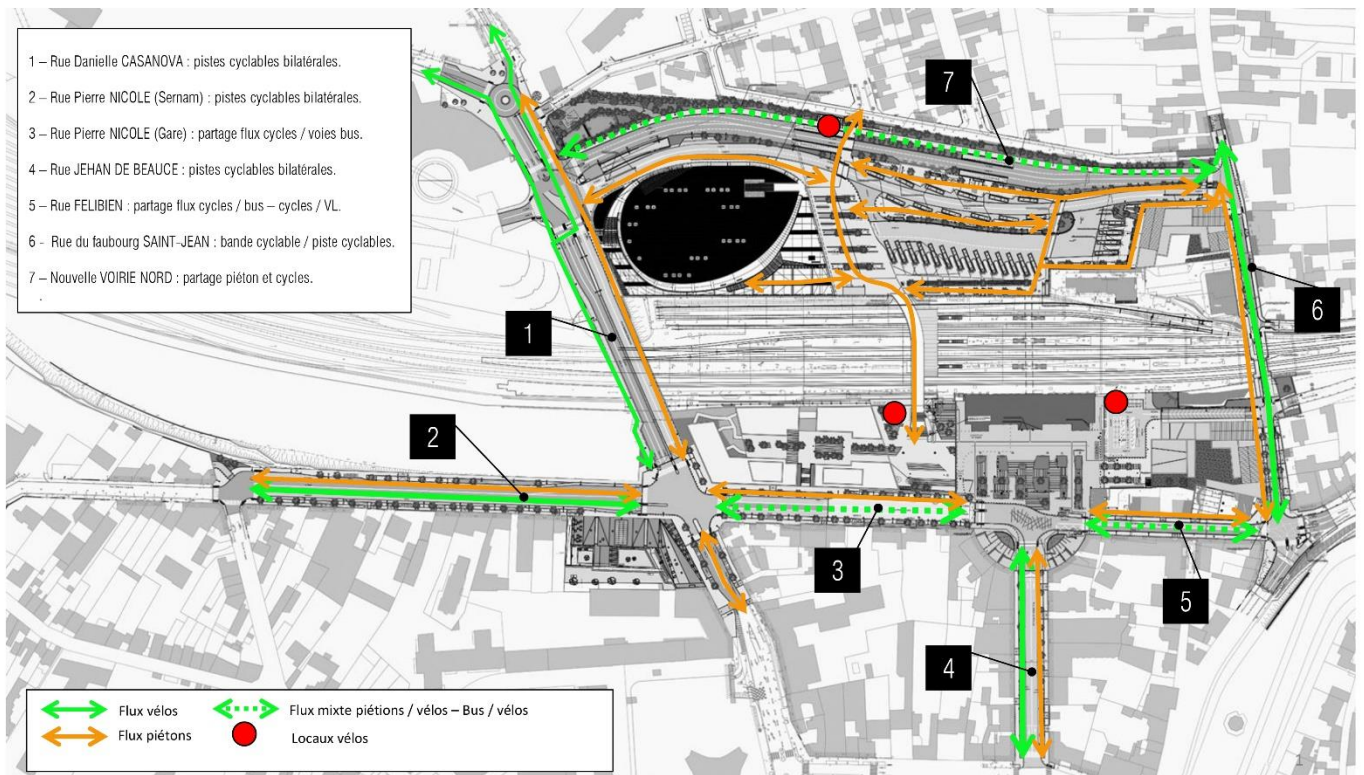 1 – Rue Danielle CASANOVA : pistes cyclables bilatérales.
2 – Rue Pierre NICOLE (Sernam) : pistes cyclables bilatérales.
3 – Rue Pierre NICOLE (Gare) : partage flux cycles / voies bus.
4 – Rue JEHAN DE BEAUCE : pistes cyclables bilatérales.
5 – Rue FELIBIEN : partage flux cycles / bus – cycles / VL.
6 - Rue du faubourg SAINT-JEAN : bande cyclable / piste cyclables.
7 – Nouvelle VOIRIE NORD : partage piéton et cycles.
.
7
6
1
2
3
5
4
Flux vélos
Flux mixte piétions / vélos – Bus / vélos
Flux piétons
Locaux vélos
1